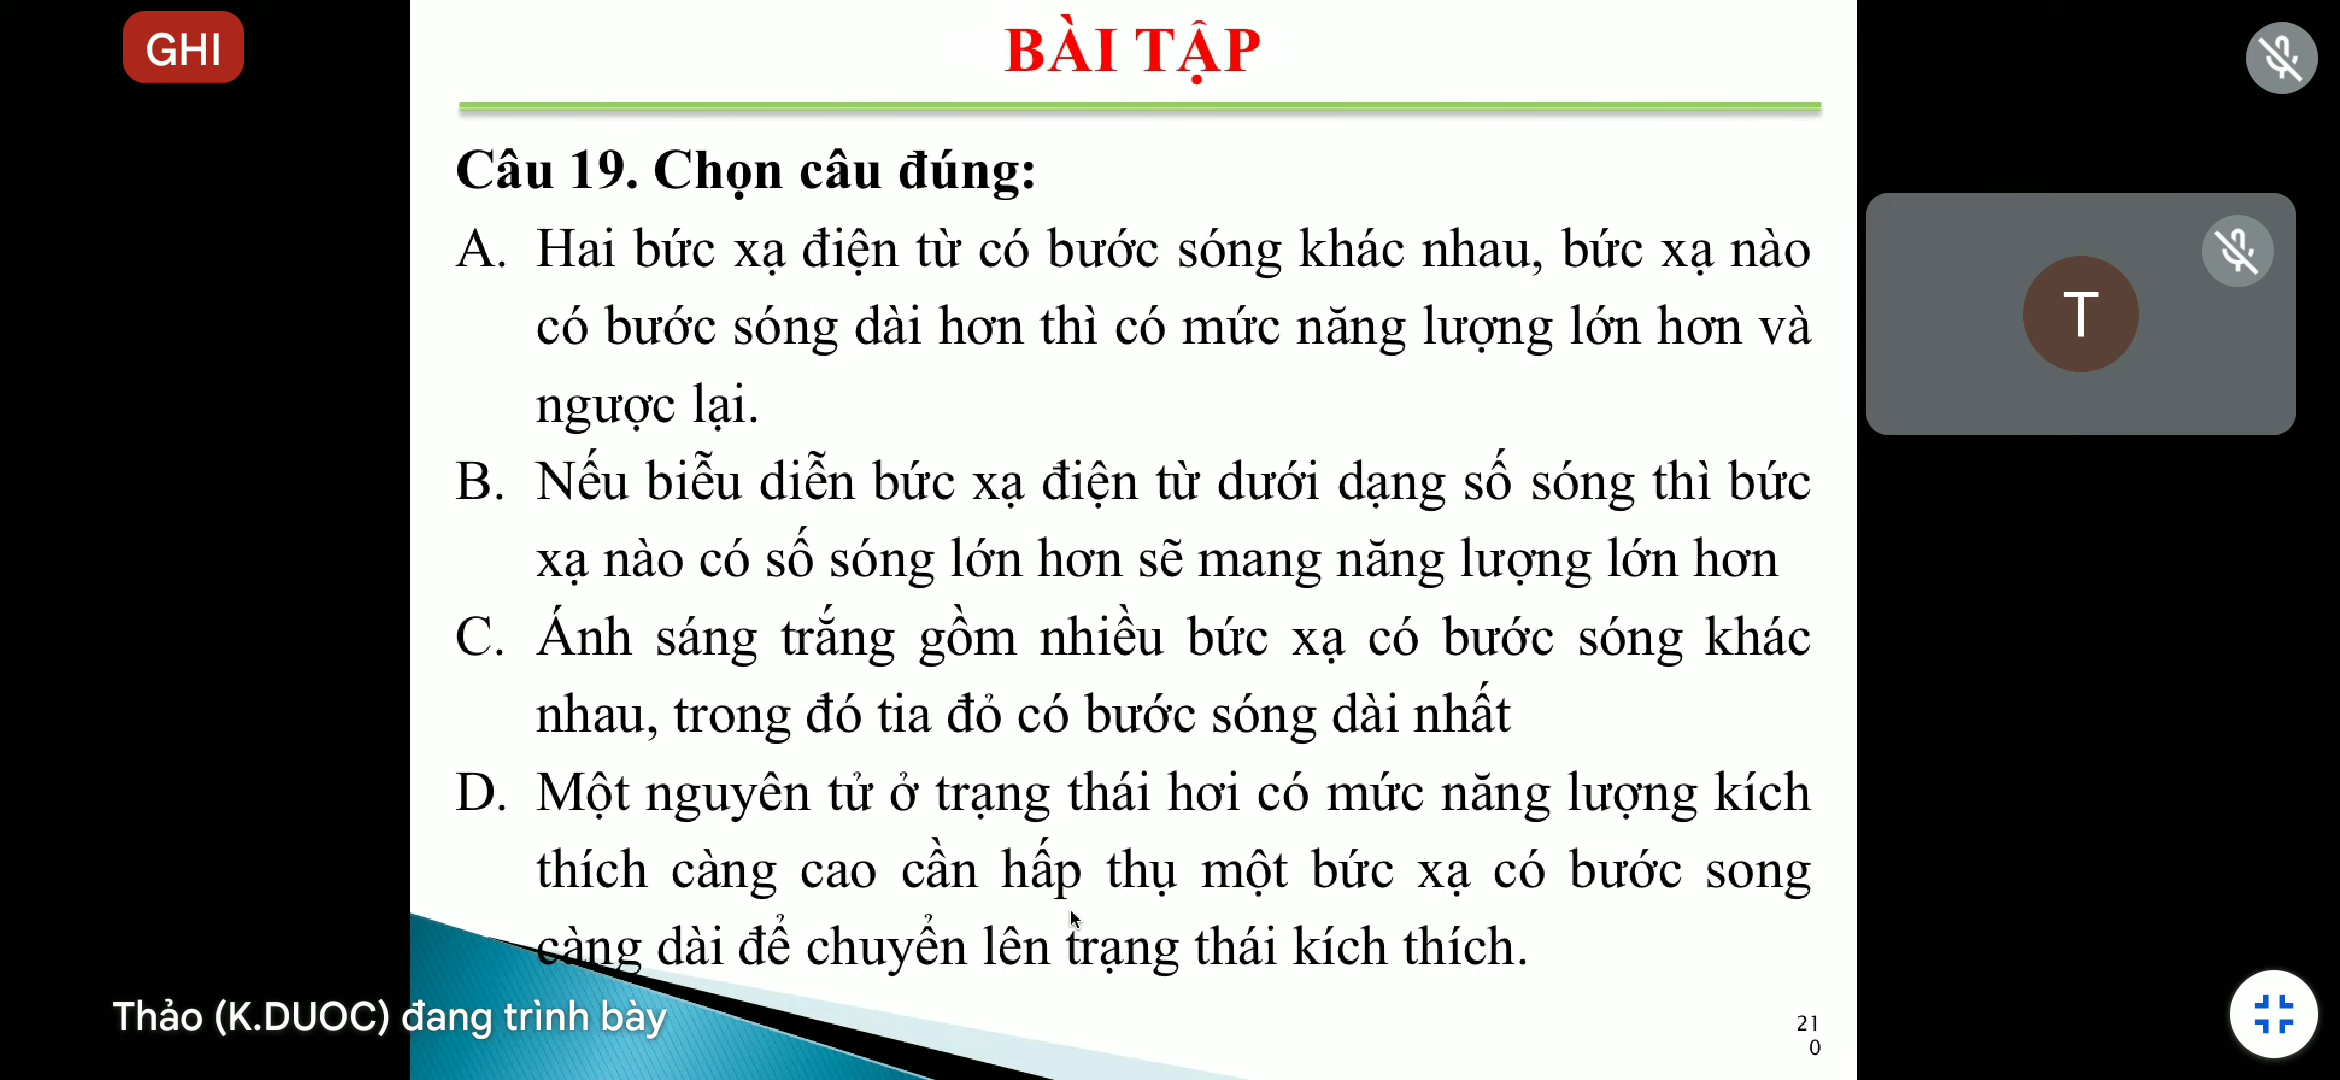 GHI
BÀI TẬP
Câu 19. Chọn câu đúng:
A. Hai bức xạ điện từ có bước sóng khác nhau, bức xạ nào
có bước sóng dài hơn thì có mức năng lượng lớn hơn và
ngược lại.
B. Nếu biễu diễn bức xạ điện từ dưới dạng số sóng thì bức
xạ nào có số sóng lớn hơn sẽ mang năng lượng lớn hơn
C. Ánh sáng trắng gồm nhiều bức xạ có bước sóng khác
nhau, trong đó tia đỏ có bước sóng dài nhất
D. Một nguyên tử ở trạng thái hơi có mức năng lượng kích
thích càng cao cần hấp thụ một bức xạ có bước song
càng dài để chuyển lên trạng thái kích thích.
T
Thảo (K.DUOC) đang trình bày
21
0